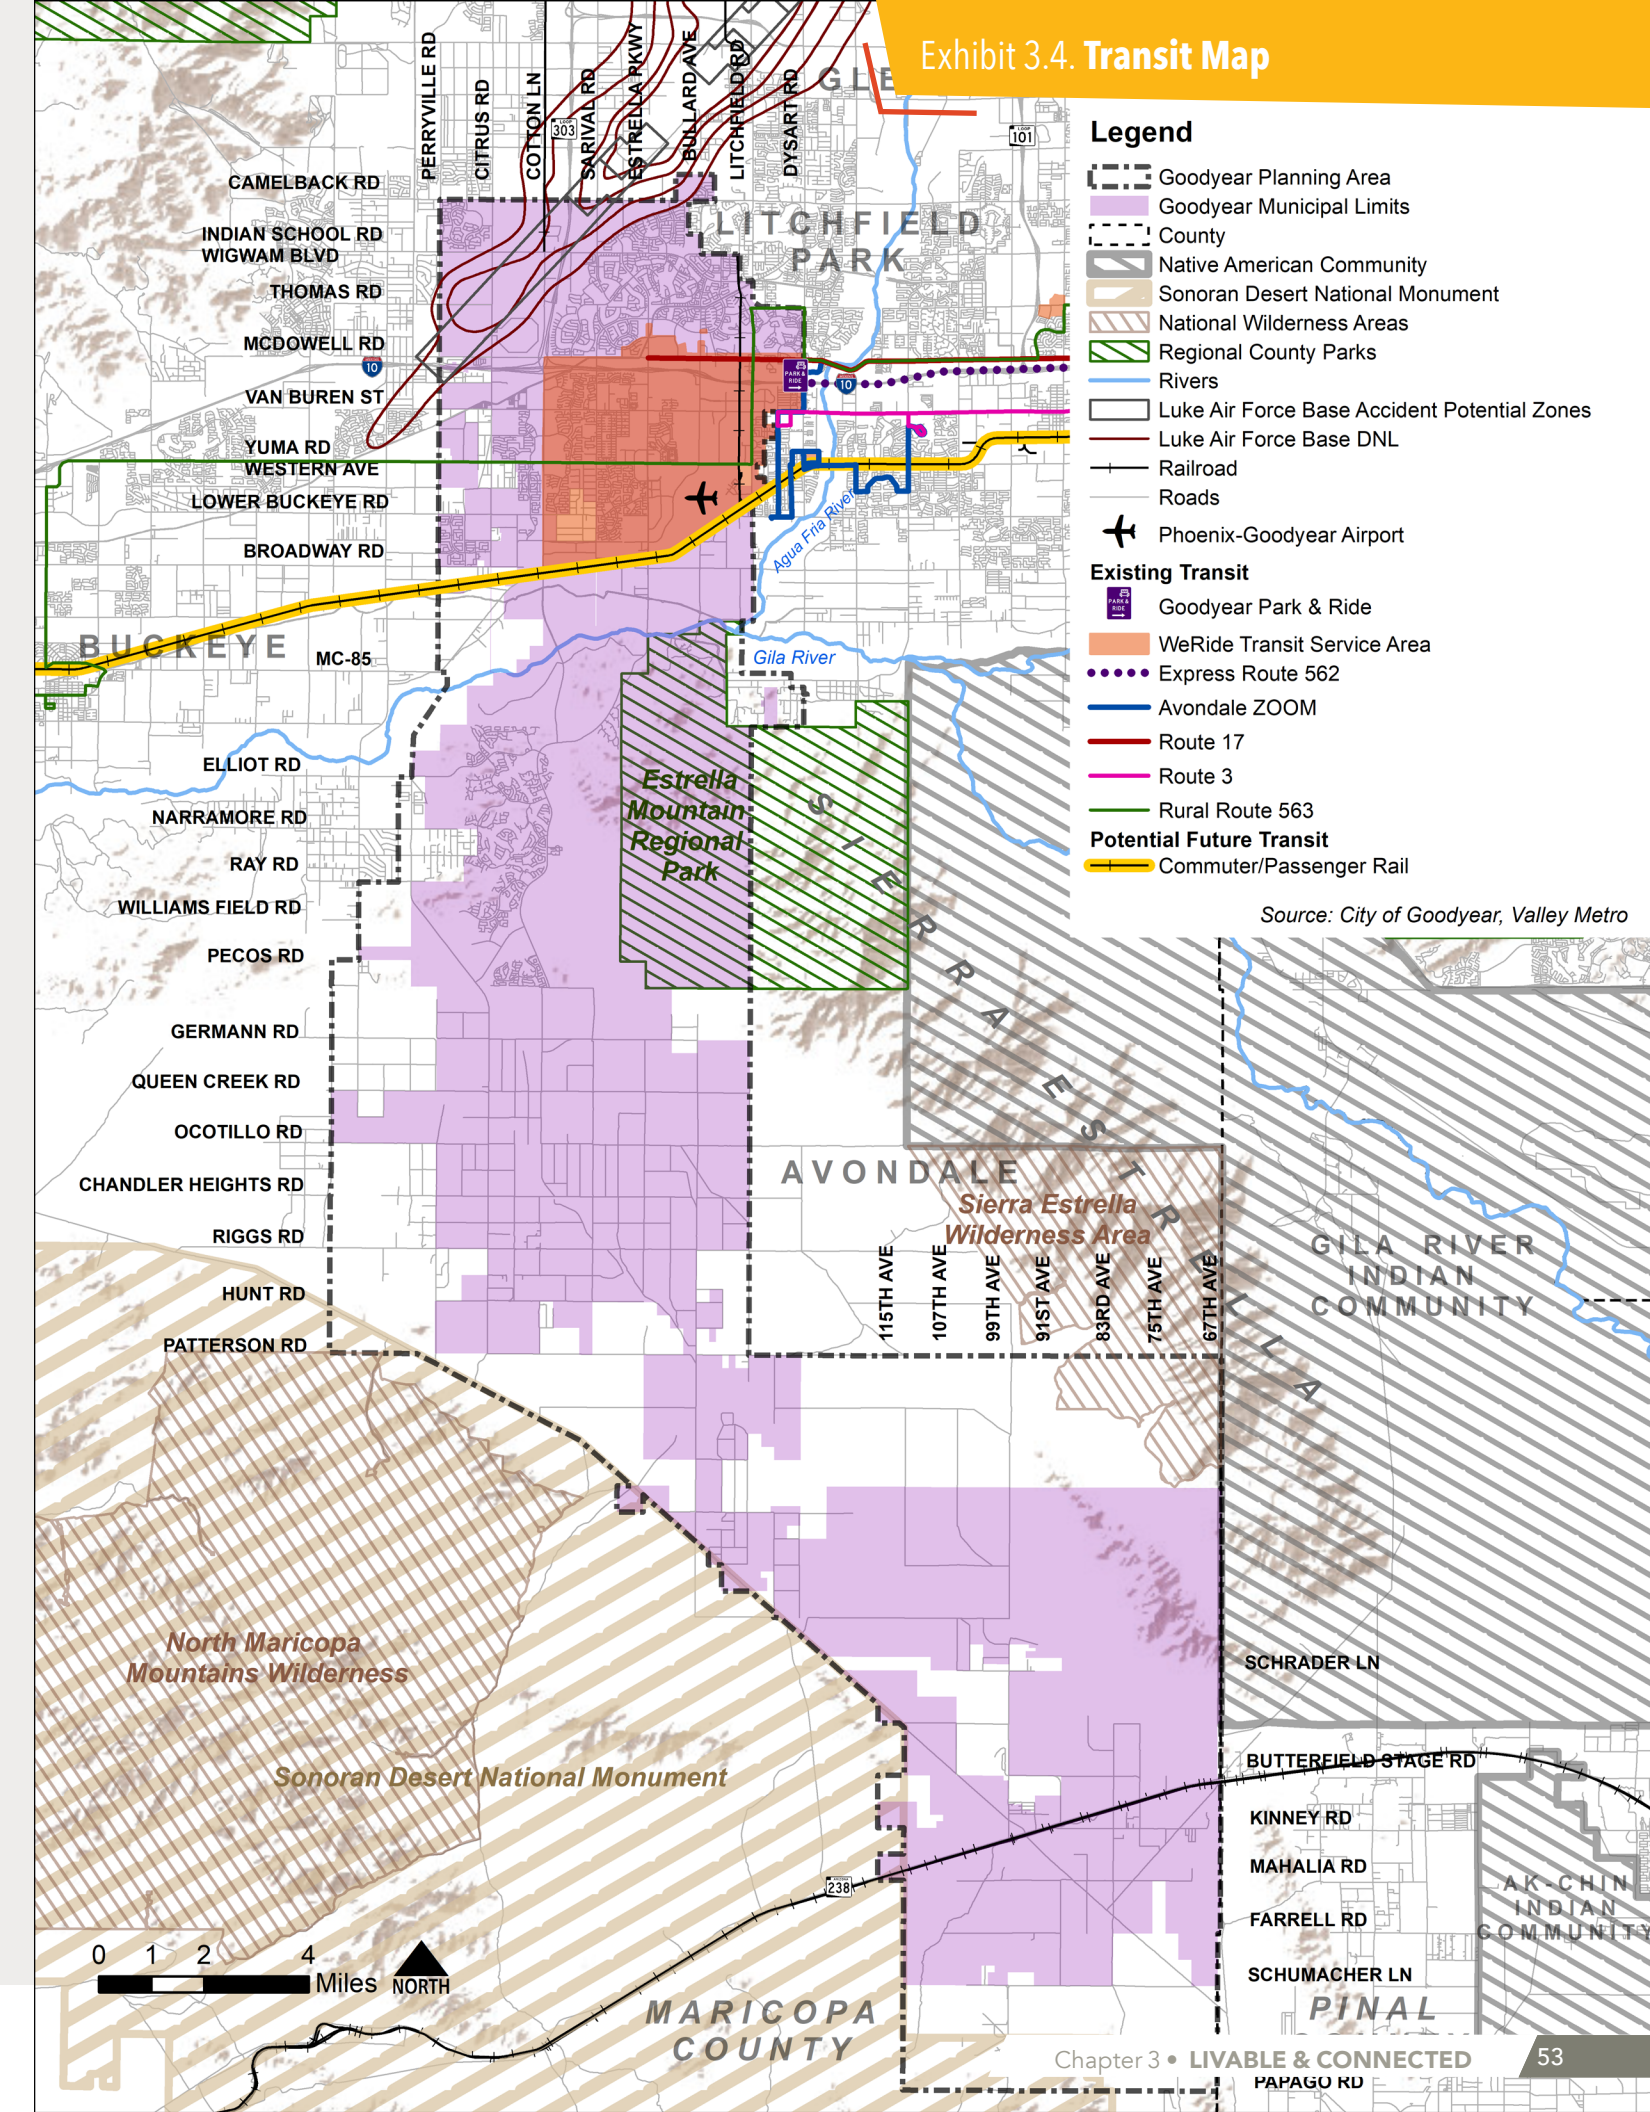 Exhibit 3.4. Transit Map
Legend
Goodyear Planning Area
Goodyear Municipal Limits
County
Native American Community
Sonoran Desert National Monument
National Wilderness Areas
Regional County Parks
Rivers
Luke Air Force Base Accident Potential Zones
Luke Air Force Base DNL
Railroad
Roads
Phoenix-Goodyear Airport
Existing Transit
PARK & RIDE
Goodyear Park & Ride
WeRide Transit Service Area
Express Route 562
Avondale ZOOM
Route 17
Route 3
Rural Route 563
Potential Future Transit
Commuter/Passenger Rail
Source: City of Goodyear, Valley Metro
PERRYVILLE RD
CITRUS RD
COTTON LN
SARIVAL RD
ESTRELLA PKWY
BULLARD AVE
LITCHFIELD RD
DYSART RD
LOOP 303
LOOP 101
GLE
LITCHFIELD
PARK
CAMELBACK RD
INDIAN SCHOOL RD
WIGWAM BLVD
THOMAS RD
MCDOWELL RD
10
VAN BUREN ST
YUMA RD
WESTERN AVE
LOWER BUCKEYE RD
BROADWAY RD
PARK & RIDE
10
Agua Fria River
BUCKEYE
MC-85
Gila River
ELLIOT RD
NARRAMORE RD
RAY RD
WILLIAMS FIELD RD
PECOS RD
GERMANN RD
QUEEN CREEK RD
OCOTILLO RD
CHANDLER HEIGHTS RD
RIGGS RD
HUNT RD
PATTERSON RD
Estrella
Mountain
Regional
Park
SIERRA ESTRELLA
AVONDALE
Sierra Estrella
Wilderness Area
115TH AVE
107TH AVE
99TH AVE
91ST AVE
83RD AVE
75TH AVE
67TH AVE
GILA RIVER
INDIAN
COMMUNITY
North Maricopa
Mountains Wilderness
Sonoran Desert National Monument
SCHRADER LN
BUTTERFIELD STAGE RD
KINNEY RD
MAHALIA RD
FARRELL RD
SCHUMACHER LN
PAPAGO RD
238
AK-CHIN
INDIAN
COMMUNITY
0 1 2 4
Miles
NORTH
MARICOPA
COUNTY
PINAL
Chapter 3 • LIVABLE & CONNECTED
53